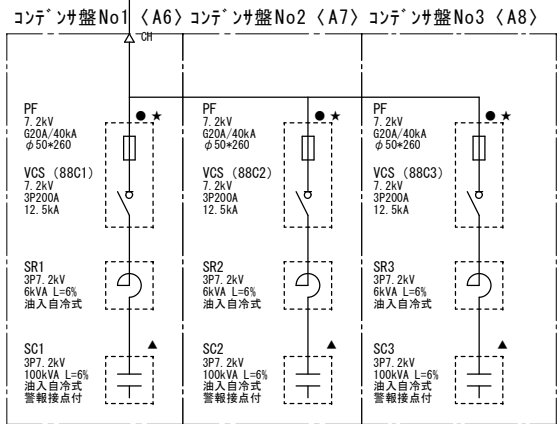 コンデンサ盤No1〈A6〉
コンデンサ盤No2〈A7〉
コンデンサ盤No3〈A8〉
CH
PF
7.2kV
G20A/40kA
φ50*260
VCS (88C1)
7.2kV
3P200A
12.5kA
SR1
3P7.2kV
6kVA L=6%
油入自冷式
SC1
3P7.2kV
100kVA L=6%
油入自冷式
警報接点付
PF
7.2kV
G20A/40kA
φ50*260
VCS (88C2)
7.2kV
3P200A
12.5kA
SR2
3P7.2kV
6kVA L=6%
油入自冷式
SC2
3P7.2kV
100kVA L=6%
油入自冷式
警報接点付
PF
7.2kV
G20A/40kA
φ50*260
VCS (88C3)
7.2kV
3P200A
12.5kA
SR3
3P7.2kV
6kVA L=6%
油入自冷式
SC3
3P7.2kV
100kVA L=6%
油入自冷式
警報接点付